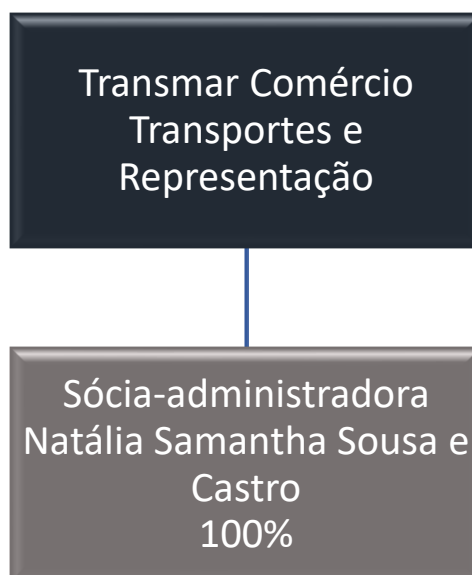 Transmar Comércio
Transportes e
Representação
Sócia-administradora
Natália Samantha Sousa e
Castro
100%